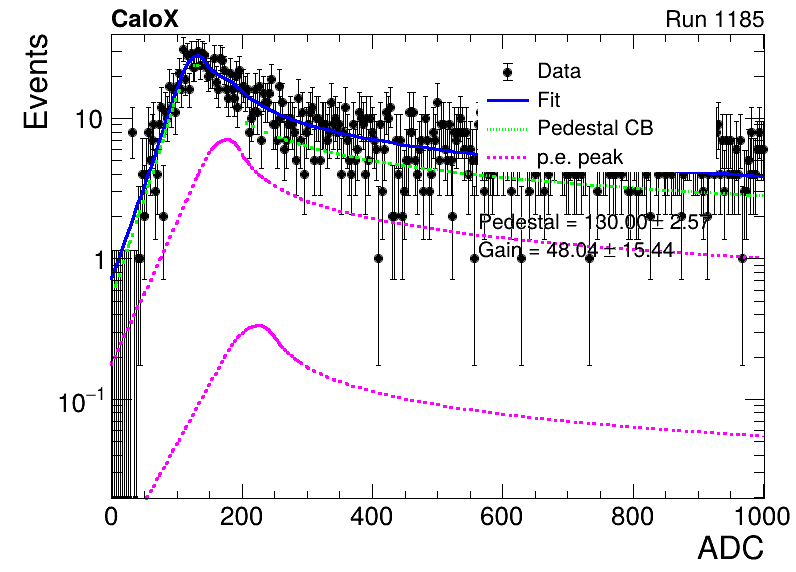 CaloX Run 1185
Events
Data
Fit
Pedestal CB
p.e. peak
Pedestal = 130.00 ± 2.57
Gain = 48.04 ± 15.44
10
1
10⁻¹
0 200 400 600 800 1000
ADC